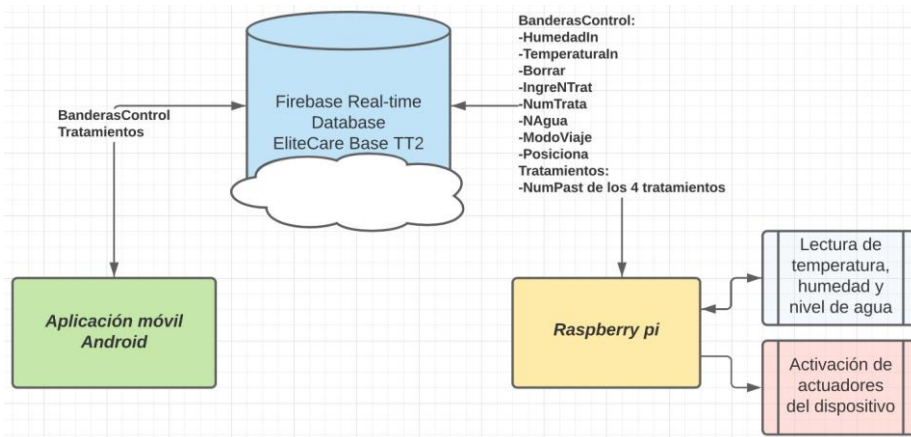 BanderasControl:
-HumedadIn
-TemperaturaIn
-Borrar
-IngreNTrat
-NumTrata
-NAgua
-ModoViaje
-Posiciona
Tratamientos:
-NumPast de los 4 tratamientos
Firebase Real-time
Database
EliteCare Base TT2
BanderasControl
Tratamientos
Aplicación móvil
Android
Raspberry pi
Lectura de
temperatura,
humedad y
nivel de agua
Activación de
actuadores
del dispositivo